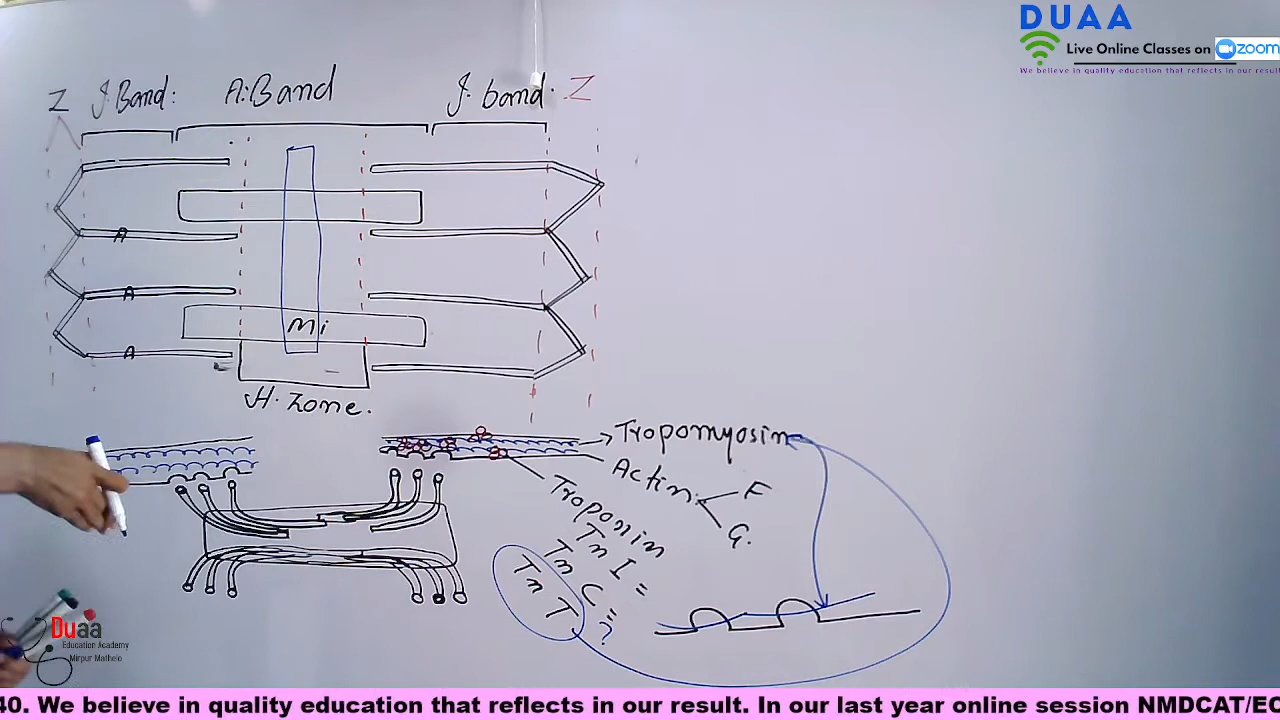 DUAA
Live Online Classes on zoom
We believe in quality education that reflects in our result
Z I. Band: A. Band I. band. Z
A
A
A
Mi
H. Zone.
Tropomyosin
Actin F
G.
Troponin
Tn I =
Tn C =
Tn T ?
Duaa
Education Academy
Mirpur Mathelo
40. We believe in quality education that reflects in our result. In our last year online session NMDCAT/EC